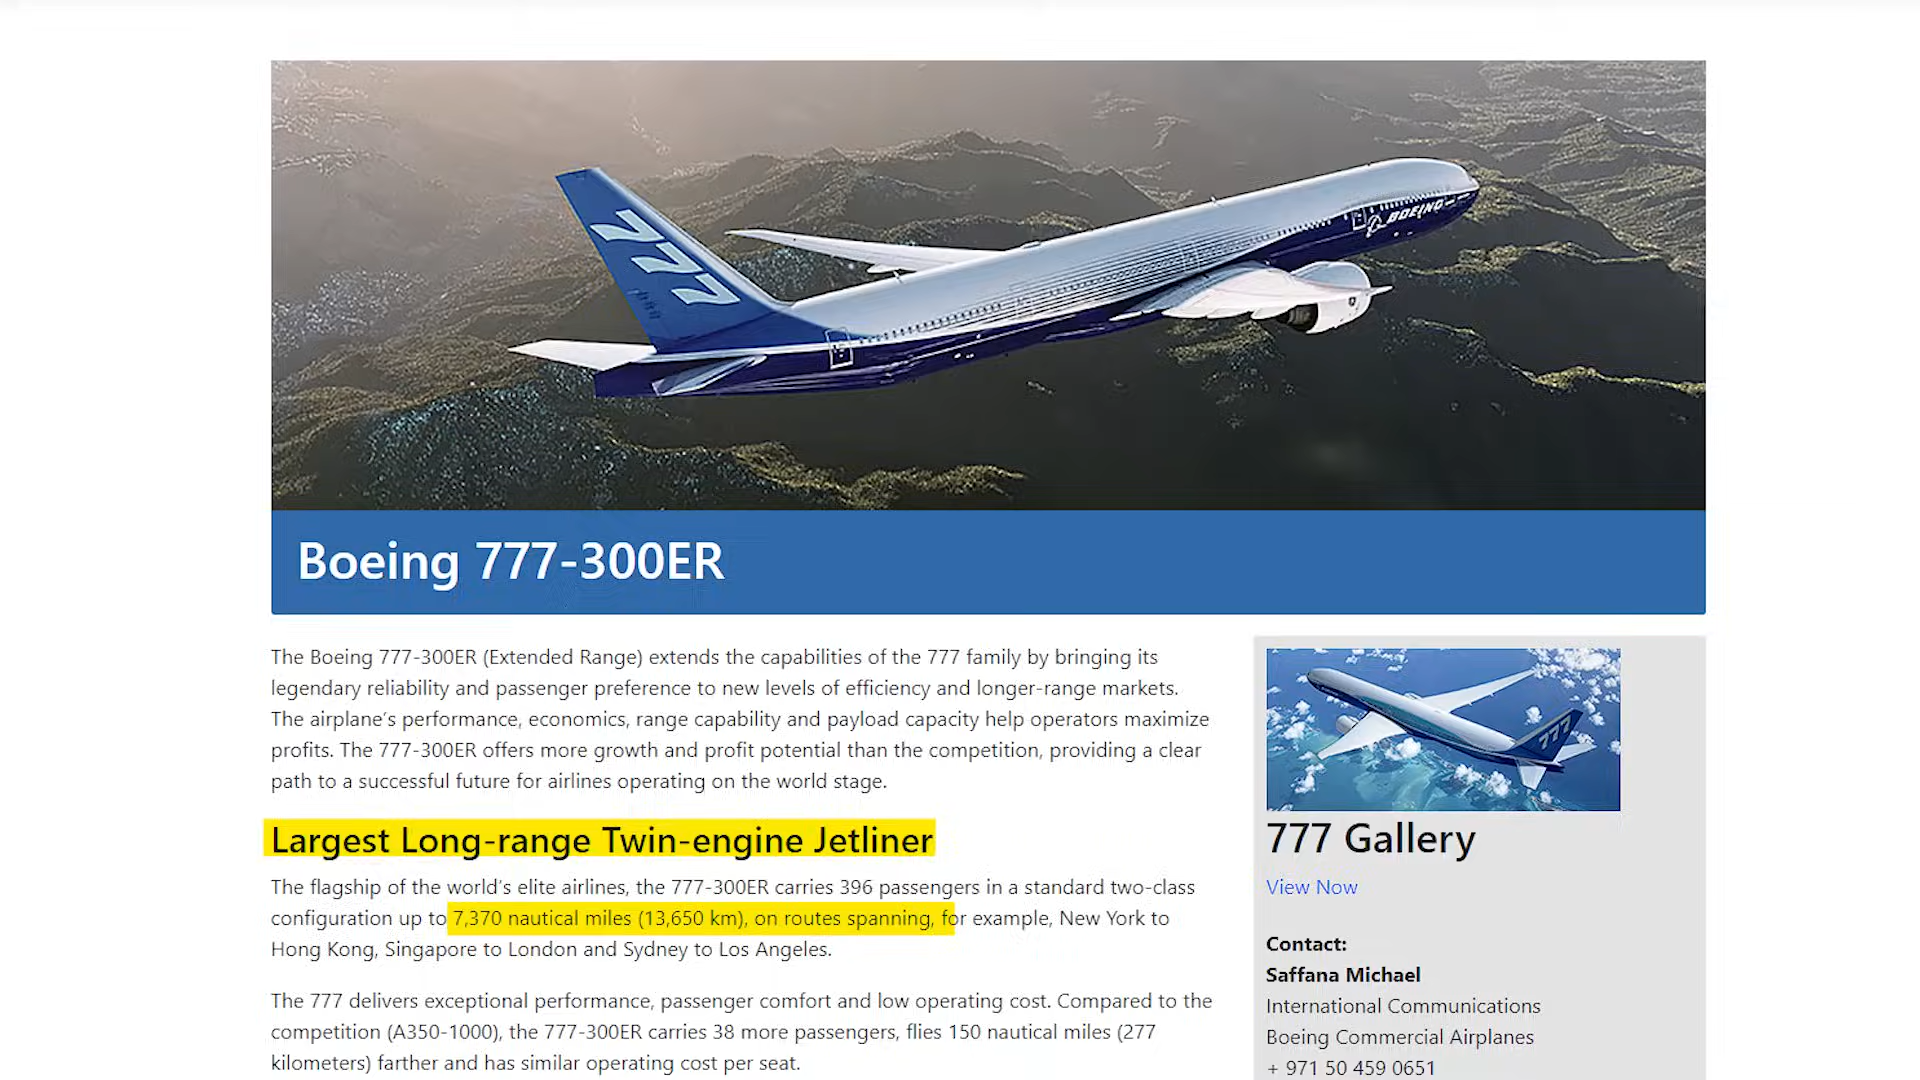 777
BOEING
Boeing 777-300ER
The Boeing 777-300ER (Extended Range) extends the capabilities of the 777 family by bringing its
legendary reliability and passenger preference to new levels of efficiency and longer-range markets.
The airplane's performance, economics, range capability and payload capacity help operators maximize
profits. The 777-300ER offers more growth and profit potential than the competition, providing a clear
path to a successful future for airlines operating on the world stage.
Largest Long-range Twin-engine Jetliner
The flagship of the world's elite airlines, the 777-300ER carries 396 passengers in a standard two-class
configuration up to 7,370 nautical miles (13,650 km), on routes spanning, for example, New York to
Hong Kong, Singapore to London and Sydney to Los Angeles.
The 777 delivers exceptional performance, passenger comfort and low operating cost. Compared to the
competition (A350-1000), the 777-300ER carries 38 more passengers, flies 150 nautical miles (277
kilometers) farther and has similar operating cost per seat.
777
777 Gallery
View Now
Contact:
Saffana Michael
International Communications
Boeing Commercial Airplanes
+ 971 50 459 0651